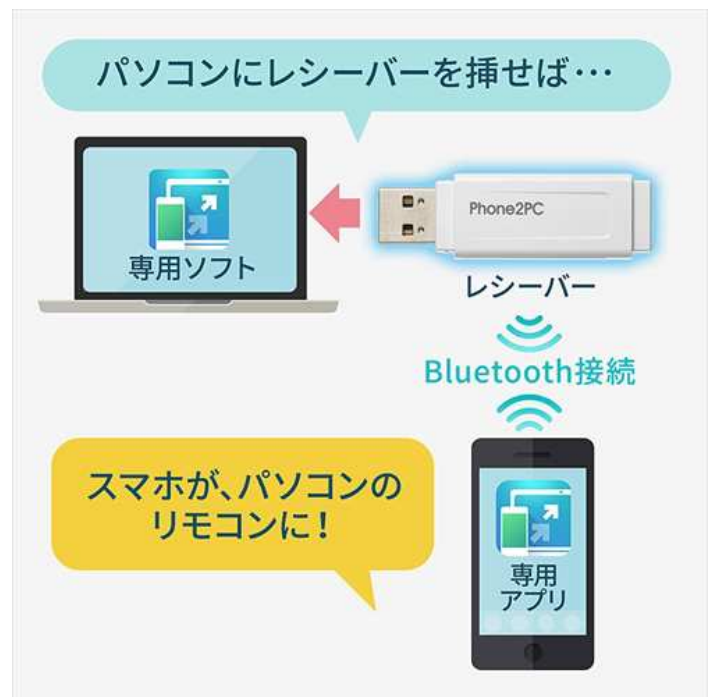 パソコンにレシーバーを挿せば…
専用ソフト
Phone2PC
レシーバー
Bluetooth接続
スマホが、パソコンの
リモコンに！
専用
アプリ